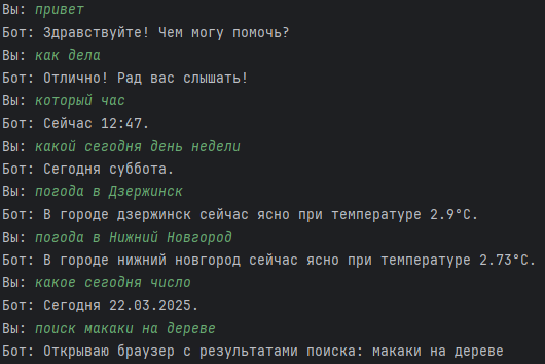 Вы: привет
Бот: Здравствуйте! Чем могу помочь?
Вы: как дела
Бот: Отлично! Рад вас слышать!
Вы: который час
Бот: Сейчас 12:47.
Вы: какой сегодня день недели
Бот: Сегодня суббота.
Вы: погода в Дзержинск
Бот: В городе дзержинск сейчас ясно при температуре 2.9°C.
Вы: погода в Нижний Новгород
Бот: В городе нижний новгород сейчас ясно при температуре 2.73°C.
Вы: какое сегодня число
Бот: Сегодня 22.03.2025.
Вы: поиск макаки на дереве
Бот: Открываю браузер с результатами поиска: макаки на дереве